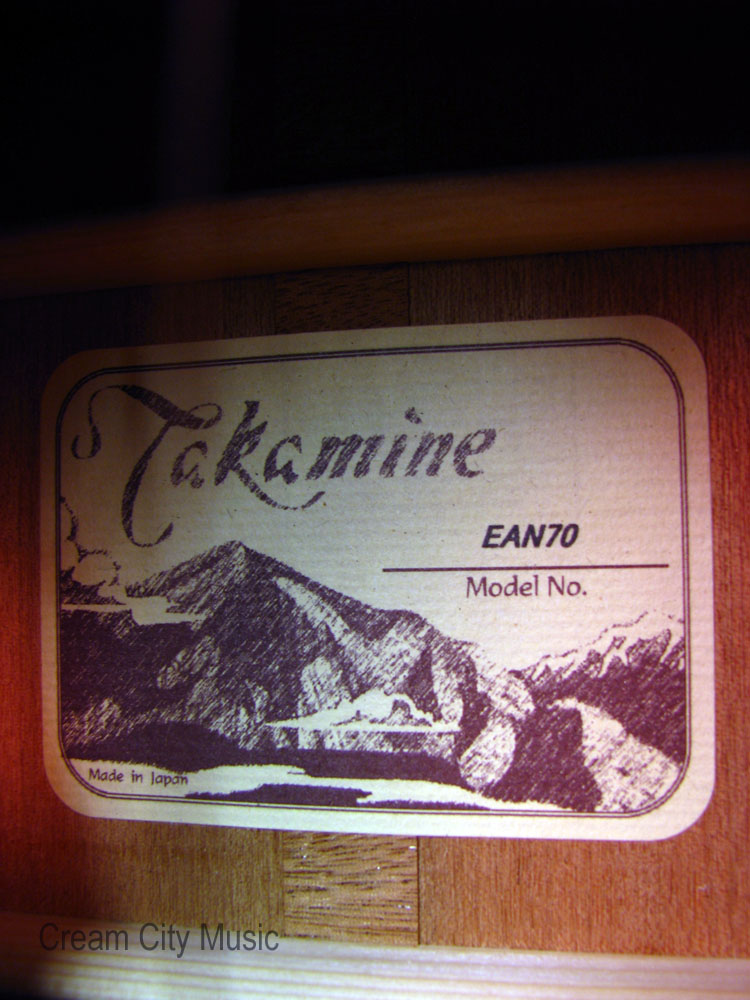 Takamine
EAN70
Model No.
Made in Japan
Cream City Music